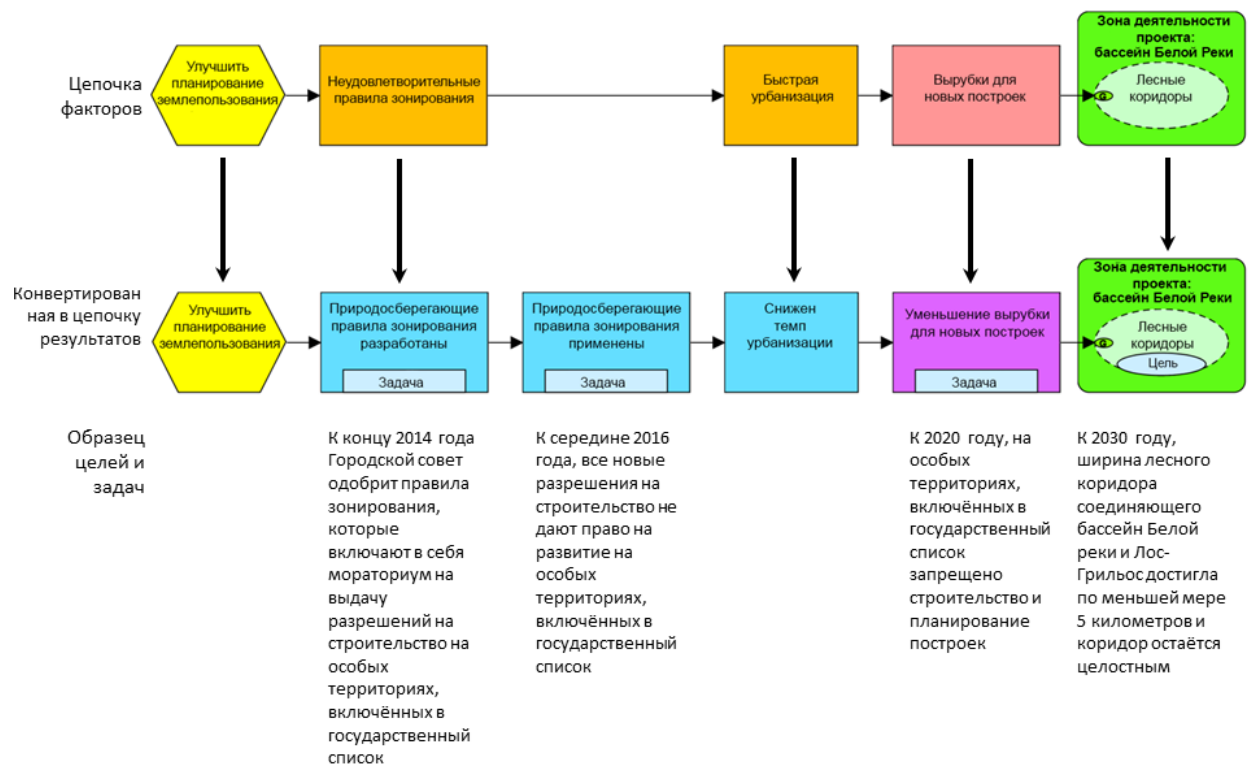 Цепочка
факторов
Улучшить
планирование
землепользования
Неудовлетворительные
правила зонирования
Быстрая
урбанизация
Вырубки для
новых построек
Зона деятельности
проекта:
бассейн Белой Реки
Лесные
коридоры
G
Конвертирован
ная в цепочку
результатов
Улучшить
планирование
землепользования
Природосберегающие
правила зонирования
разработаны
Задача
Природосберегающие
правила зонирования
применены
Задача
Снижен
темп
урбанизации
Уменьшение вырубки
для новых построек
Задача
Зона деятельности
проекта:
бассейн Белой Реки
Лесные
коридоры
G
Цель
Образец
целей и
задач
К концу 2014 года
Городской совет
одобрит правила
зонирования,
которые
включают в себя
мораториум на
выдачу
разрешений на
строительство на
особых
территориях,
включённых в
государственный
список
К середине 2016
года, все новые
разрешения на
строительство не
дают право на
развитие на
особых
территориях,
включённых в
государственный
список
К 2020 году, на
особых
территориях,
включённых в
государственный
список
запрещено
строительство и
планирование
построек
К 2030 году,
ширина лесного
коридора
соединяющего
бассейн Белой
реки и Лос-
Грильос достигла
по меньшей мере
5 километров и
коридор остаётся
целостным